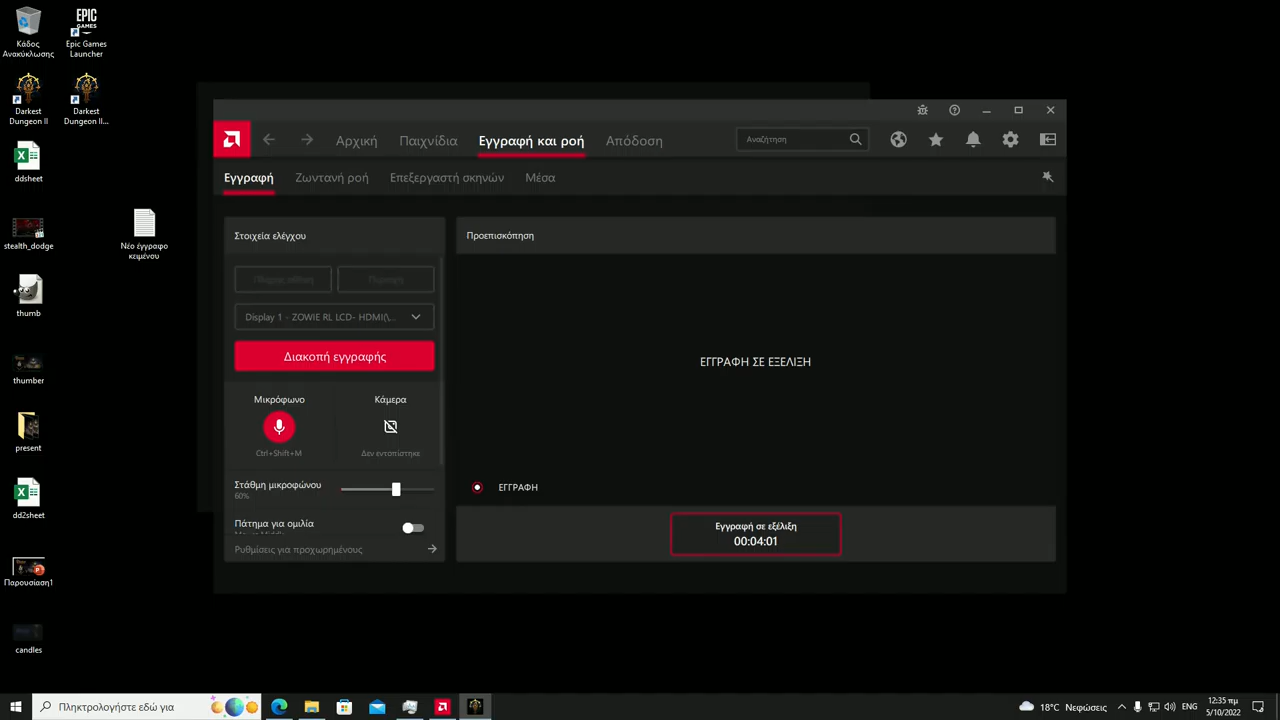 Κάδος
Ανακύκλωσης
EPIC
GAMES
Epic Games
Launcher
Darkest
Dungeon II
Darkest
Dungeon II...
ddsheet
stealth_dodge
Νέο έγγραφο
κειμένου
thumb
thumber
present
dd2sheet
Παρουσίαση1
candles
Αρχική
Παιχνίδια
Εγγραφή και ροή
Απόδοση
Αναζήτηση
Εγγραφή
Ζωντανή ροή
Επεξεργαστή σκηνών
Μέσα
Στοιχεία ελέγχου
Προεπισκόπηση
Display 1 - ZOWIE RL LCD- HDMI(\,...
Διακοπή εγγραφής
ΕΓΓΡΑΦΗ ΣΕ ΕΞΕΛΙΞΗ
Μικρόφωνο
Κάμερα
Ctrl+Shift+M
Δεν εντοπίστηκε
Στάθμη μικροφώνου
60%
ΕΓΓΡΑΦΗ
Πάτημα για ομιλία
Ρυθμίσεις για προχωρημένους
Εγγραφή σε εξέλιξη
00:04:01
Πληκτρολογήστε εδώ για
18°C Νεφώσεις
ENG
12:35 πμ
5/10/2022